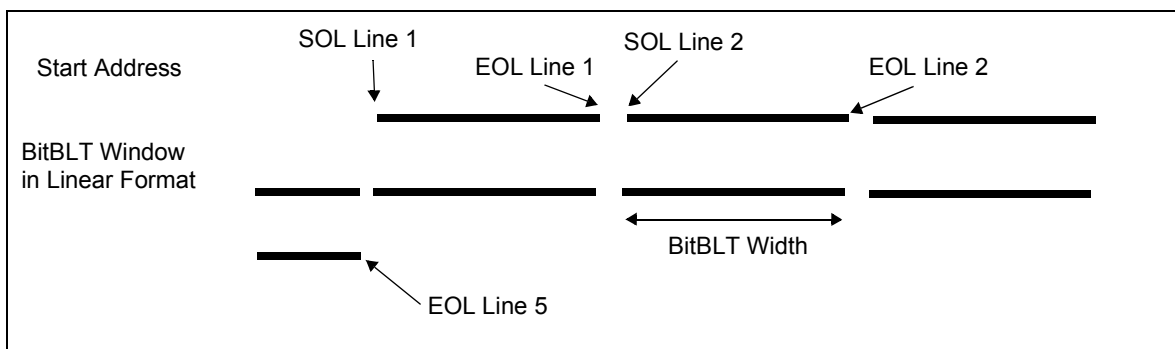 SOL Line 1
SOL Line 2
Start Address
EOL Line 1
EOL Line 2
BitBLT Window
in Linear Format
BitBLT Width
EOL Line 5